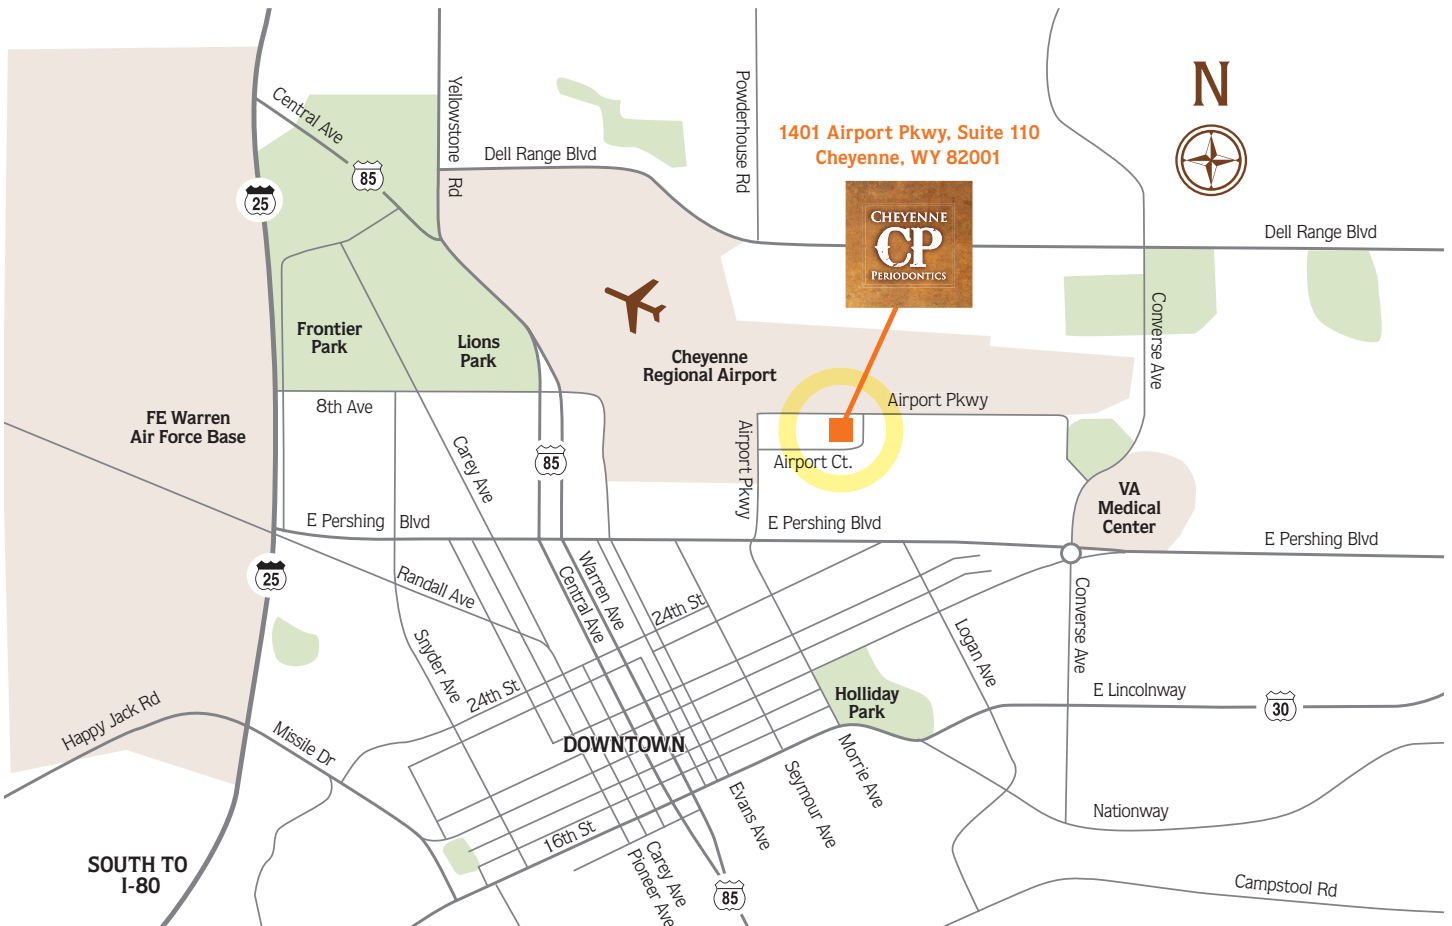 N
Central Ave
85
Yellowstone Rd
Dell Range Blvd
Powderhouse Rd
1401 Airport Pkwy, Suite 110
Cheyenne, WY 82001
25
CHEYENNE
CP
PERIODONTICS
Dell Range Blvd
Frontier
Park
Lions
Park
Cheyenne
Regional Airport
Converse Ave
8th Ave
Airport Pkwy
FE Warren
Air Force Base
Carey Ave
85
Airport Pkwy
Airport Ct.
VA
Medical
Center
E Pershing Blvd
E Pershing Blvd
E Pershing Blvd
25
Randall Ave
Central Ave
Warren Ave
24th St
Converse Ave
Snyder Ave
Logan Ave
24th St
Holliday
Park
E Lincolnway
30
Happy Jack Rd
Missile Dr
DOWNTOWN
Morrie Ave
Seymour Ave
Evans Ave
Nationway
16th St
SOUTH TO
I-80
Carey Ave
Pioneer Ave
85
Campstool Rd